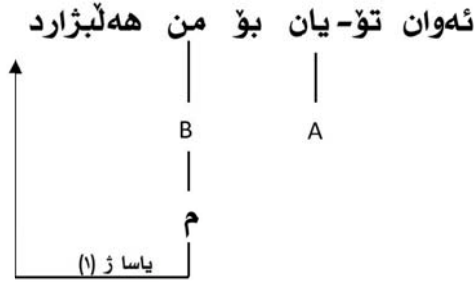 ئەوان تۆ-یان بۆ من هەڵبژارد
A B
م
یاسا ژ (١)